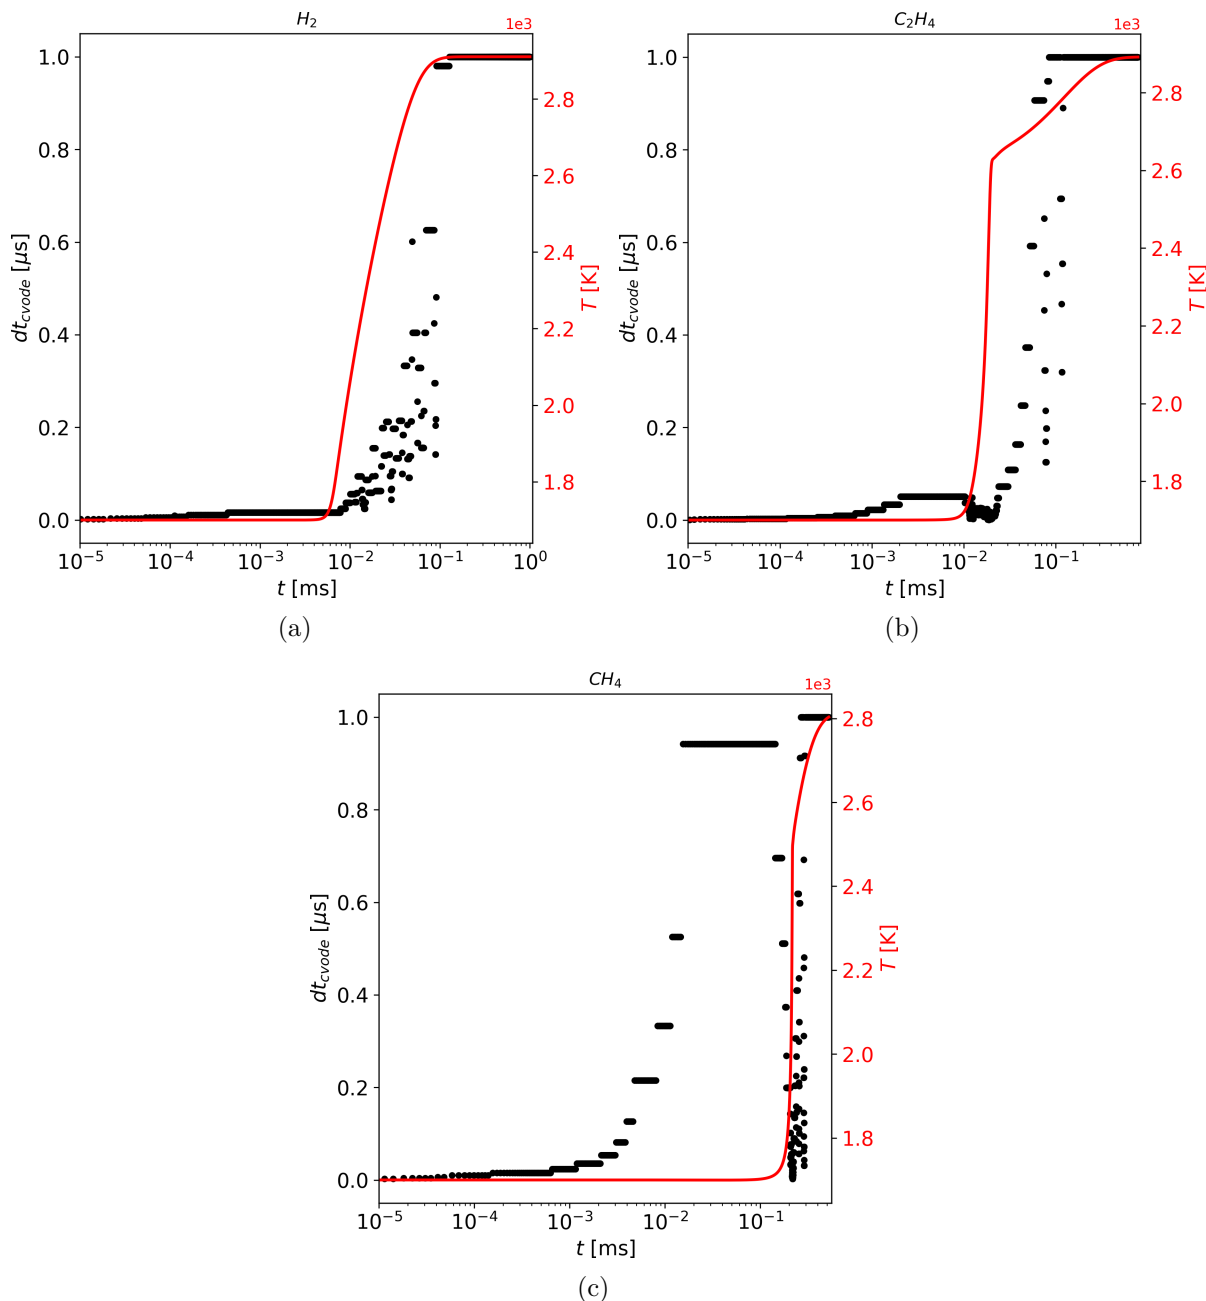 H₂
1e3
1.0
0.8
0.6
0.4
0.2
0.0
dt_cvode [μs]
2.8
2.6
2.4
2.2
2.0
1.8
T [K]
10⁻⁵ 10⁻⁴ 10⁻³ 10⁻² 10⁻¹ 10⁰
t [ms]
(a)
C₂H₄
1e3
1.0
0.8
0.6
0.4
0.2
0.0
dt_cvode [μs]
2.8
2.6
2.4
2.2
2.0
1.8
T [K]
10⁻⁵ 10⁻⁴ 10⁻³ 10⁻² 10⁻¹
t [ms]
(b)
CH₄
1e3
1.0
0.8
0.6
0.4
0.2
0.0
dt_cvode [μs]
2.8
2.6
2.4
2.2
2.0
1.8
T [K]
10⁻⁵ 10⁻⁴ 10⁻³ 10⁻² 10⁻¹
t [ms]
(c)